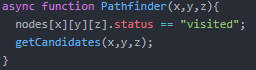 async function Pathfinder(x,y,z){
nodes[x][y][z].status == "visited";
getCandidates(x,y,z);
}